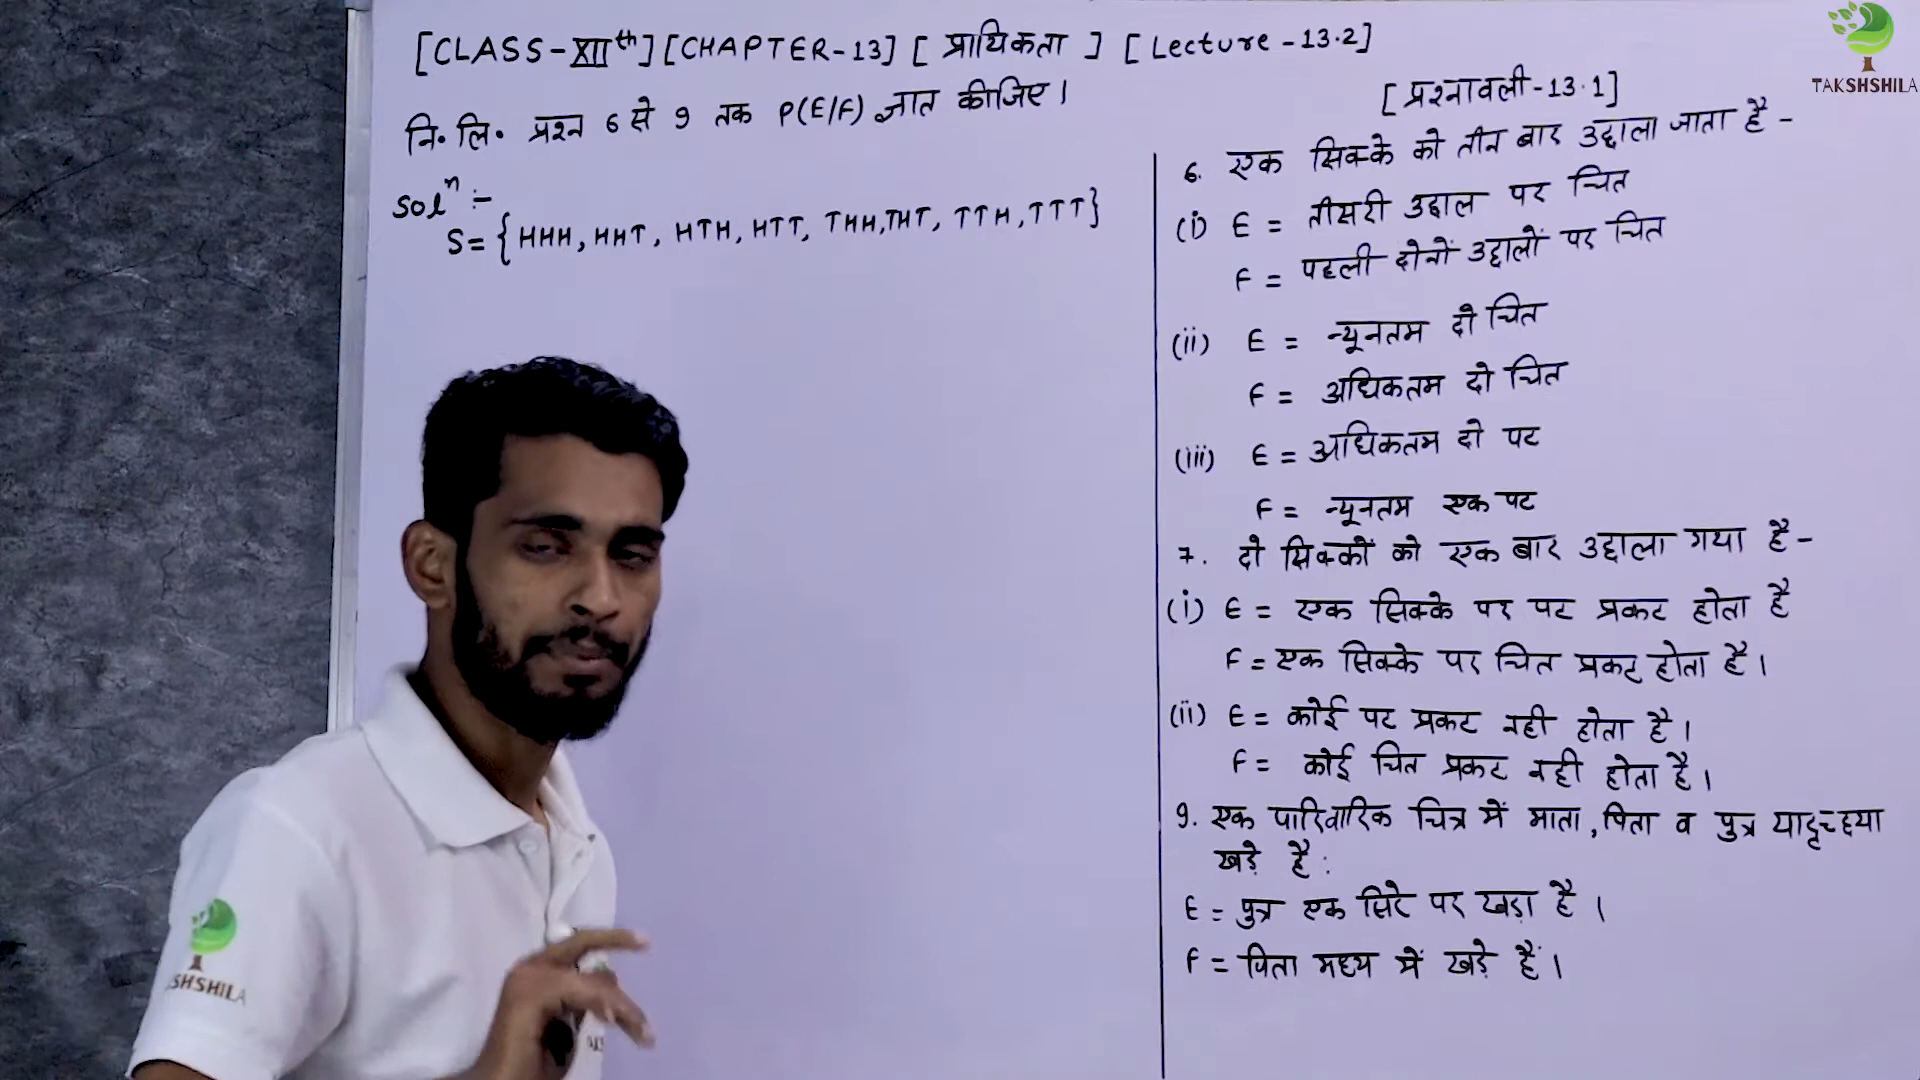 [CLASS-XIIth] [CHAPTER-13] [ प्रायिकता ] [ Lecture-13.2]
TAKSHSHILA
[ प्रश्नावली-13.1]
नि. लि. प्रश्न 6 से 9 तक P(E/F) ज्ञात कीजिए।
Solⁿ :-
S= {HHH, HHT, HTH, HTT, THH, THT, TTH, TTT}
6. एक सिक्के को तीन बार उछाला जाता है -
(i) E = तीसरी उछाल पर चित
F = पहली दोनों उछालों पर चित
(ii) E = न्यूनतम दो चित
F = अधिकतम दो चित
(iii) E = अधिकतम दो पट
F = न्यूनतम एक पट
7. दो सिक्कों को एक बार उछाला गया है -
(i) E = एक सिक्के पर पट प्रकट होता है
F = एक सिक्के पर चित प्रकट होता है।
(ii) E = कोई पट प्रकट नही होता है।
F = कोई चित प्रकट नही होता है।
9. एक पारिवारिक चित्र में माता, पिता व पुत्र यादृच्छया
खड़े है:
E = पुत्र एक सिरे पर खड़ा है।
F = पिता मध्य में खड़े हैं।
SHSHILA